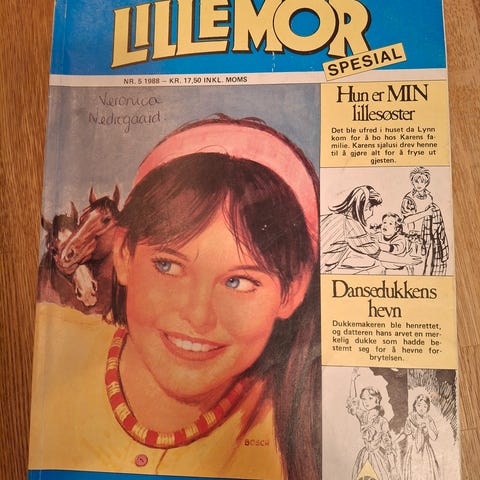 LILLEMOR
SPESIAL
NR. 5 1988 – KR. 17,50 INKL. MOMS
Veronica
Nedregaard.
Hun er MIN
lillesøster
Det ble ufred i huset da Lynn
kom for å bo hos Karens fa-
milie. Karens sjalusi drev henne
til å gjøre alt for å fryse ut
gjesten.
Dansedukkens
hevn
Dukkemakeren ble henrettet,
og datteren hans arvet en mer-
kelig dukke som hadde be-
stemt seg for å hevne for-
brytelsen.
BOSCH